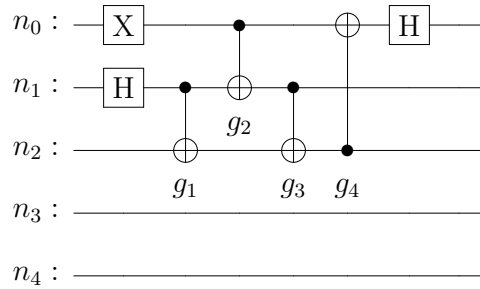 n₀ : X H
n₁ : H
g₂
n₂ :
g₁ g₃ g₄
n₃ :
n₄ :